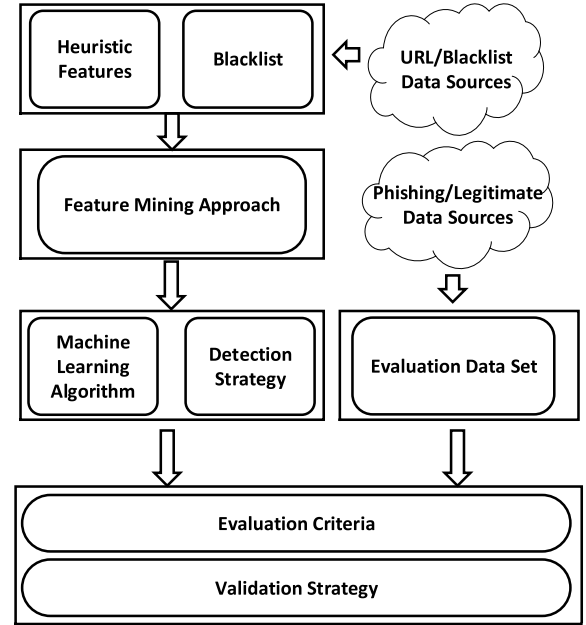 Heuristic
Features
Blacklist
URL/Blacklist
Data Sources
Feature Mining Approach
Phishing/Legitimate
Data Sources
Machine
Learning
Algorithm
Detection
Strategy
Evaluation Data Set
Evaluation Criteria
Validation Strategy